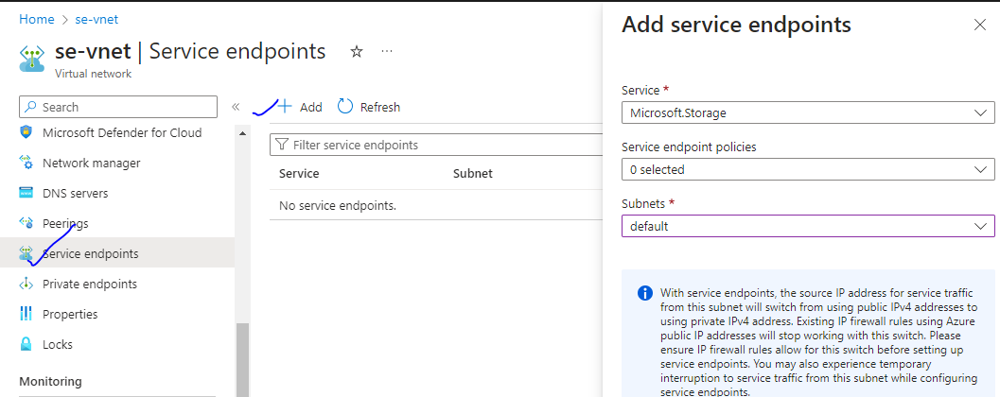 Home > se-vnet
se-vnet | Service endpoints
Virtual network
Search
Microsoft Defender for Cloud
Network manager
DNS servers
Peerings
Service endpoints
Private endpoints
Properties
Locks
Monitoring
Add
Refresh
Filter service endpoints
Service Subnet
No service endpoints.
Add service endpoints
Service *
Microsoft.Storage
Service endpoint policies
0 selected
Subnets *
default
With service endpoints, the source IP address for service traffic
from this subnet will switch from using public IPv4 addresses to
using private IPv4 address. Existing IP firewall rules using Azure
public IP addresses will stop working with this switch. Please
ensure IP firewall rules allow for this switch before setting up
service endpoints. You may also experience temporary
interruption to service traffic from this subnet while configuring
service endpoints.